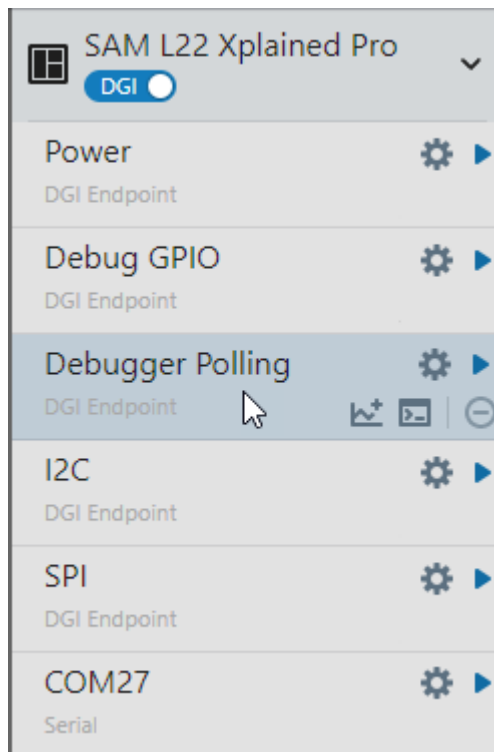 SAM L22 Xplained Pro
DGI
Power
DGI Endpoint
Debug GPIO
DGI Endpoint
Debugger Polling
DGI Endpoint
I2C
DGI Endpoint
SPI
DGI Endpoint
COM27
Serial